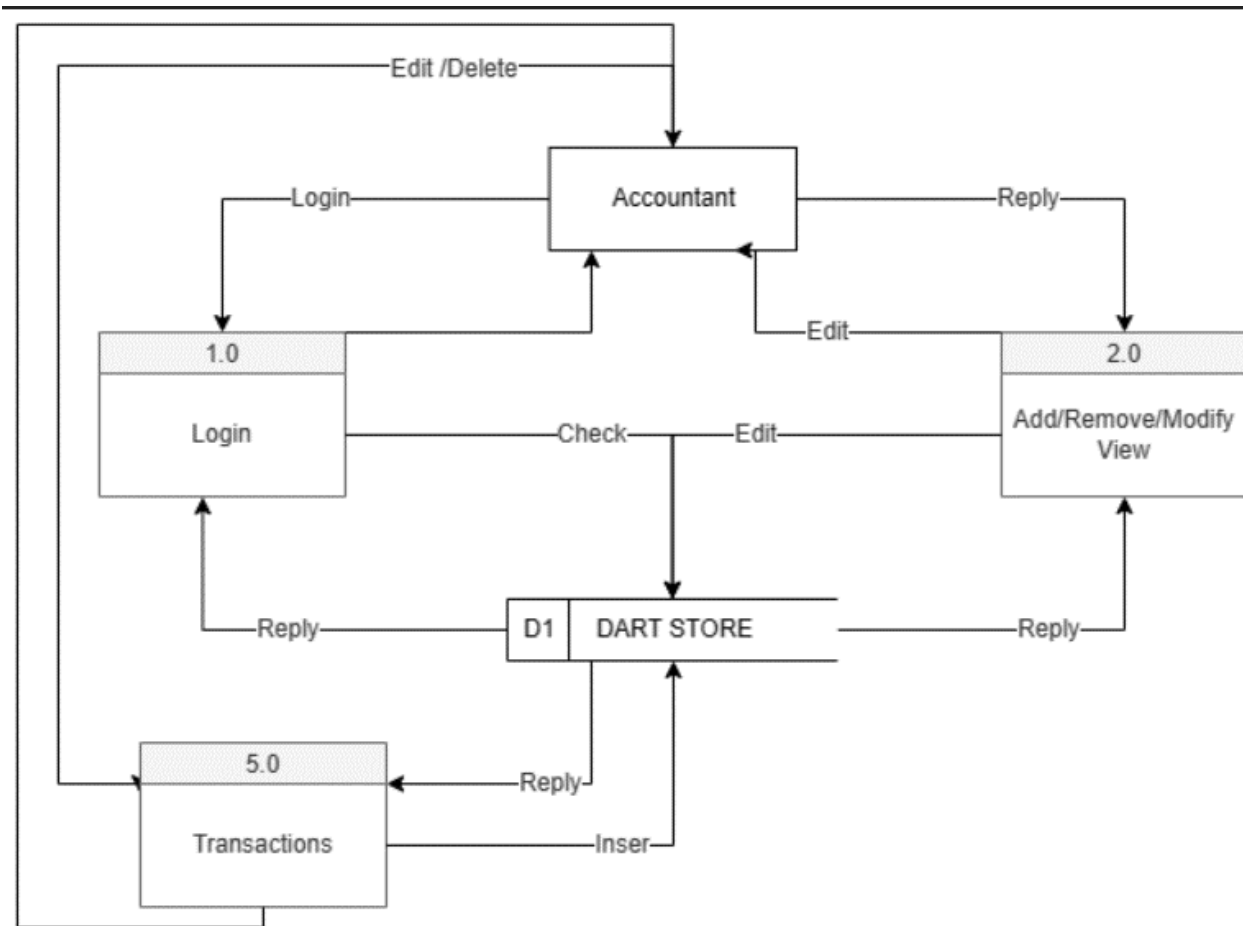 Edit /Delete
Accountant
Login
Reply
1.0
Edit
2.0
Login
Check
Edit
Add/Remove/Modify
View
Reply
D1
DART STORE
Reply
5.0
Reply
Transactions
Inser